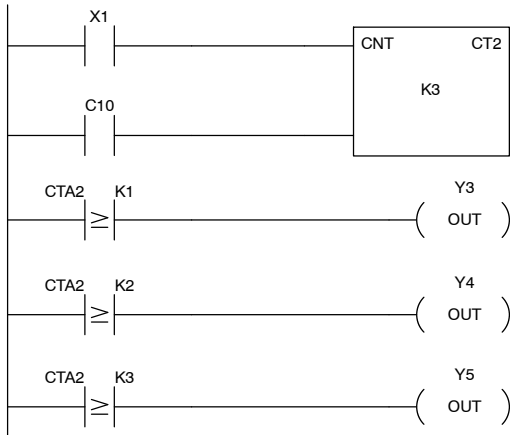 X1
CNT CT2
K3
C10
CTA2 ≥ K1 Y3
OUT
CTA2 ≥ K2 Y4
OUT
CTA2 ≥ K3 Y5
OUT